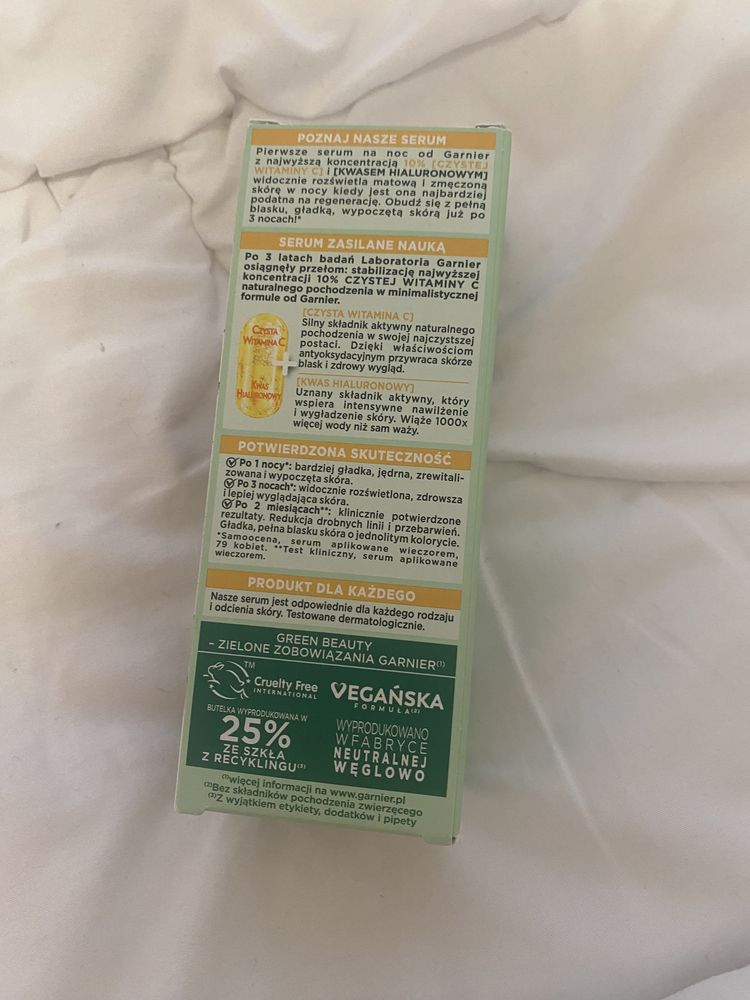 POZNAJ NASZE SERUM
Pierwsze serum na noc od Garnier
z najwyższą koncentracją 10% [CZYSTEJ
WITAMINY C] i [KWASEM HIALURONOWYM]
widocznie rozświetla matową i zmęczoną
skórę w nocy kiedy jest ona najbardziej
podatna na regenerację. Obudź się z pełną
blasku, gładką, wypoczętą skórą już po
3 nocach!*
SERUM ZASILANE NAUKĄ
Po 3 latach badań Laboratoria Garnier
osiągnęły przełom: stabilizację najwyższej
koncentracji 10% CZYSTEJ WITAMINY C
naturalnego pochodzenia w minimalistycznej
formule od Garnier.
CZYSTA
WITAMINA C
+
KWAS
HIALURONOWY
[CZYSTA WITAMINA C]
Silny składnik aktywny naturalnego
pochodzenia w swojej najczystszej
postaci. Dzięki właściwościom
antyoksydacyjnym przywraca skórze
blask i zdrowy wygląd.
[KWAS HIALURONOWY]
Uznany składnik aktywny, który
wspiera intensywne nawilżenie
i wygładzenie skóry. Wiąże 1000x
więcej wody niż sam waży.
POTWIERDZONA SKUTECZNOŚĆ
Po 1 nocy*: bardziej gładka, jędrna, zrewitali-
zowana i wypoczęta skóra.
Po 3 nocach*: widocznie rozświetlona, zdrowsza
i lepiej wyglądająca skóra.
Po 2 miesiącach**: klinicznie potwierdzone
rezultaty. Redukcja drobnych linii i przebarwień.
Gładka, pełna blasku skóra o jednolitym kolorycie.
*Samoocena, serum aplikowane wieczorem,
79 kobiet. **Test kliniczny, serum aplikowane
wieczorem.
PRODUKT DLA KAŻDEGO
Nasze serum jest odpowiednie dla każdego rodzaju
i odcienia skóry. Testowane dermatologicznie.
GREEN BEAUTY
– ZIELONE ZOBOWIĄZANIA GARNIER(1)
TM
Cruelty Free
INTERNATIONAL
VEGAŃSKA
FORMUŁA(2)
BUTELKA WYPRODUKOWANA W
25%
ZE SZKŁA
Z RECYKLINGU(3)
WYPRODUKOWANO
W FABRYCE
NEUTRALNEJ
WĘGLOWO
(1)więcej informacji na www.garnier.pl
(2)Bez składników pochodzenia zwierzęcego
(3)Z wyjątkiem etykiety, dodatków i pipety